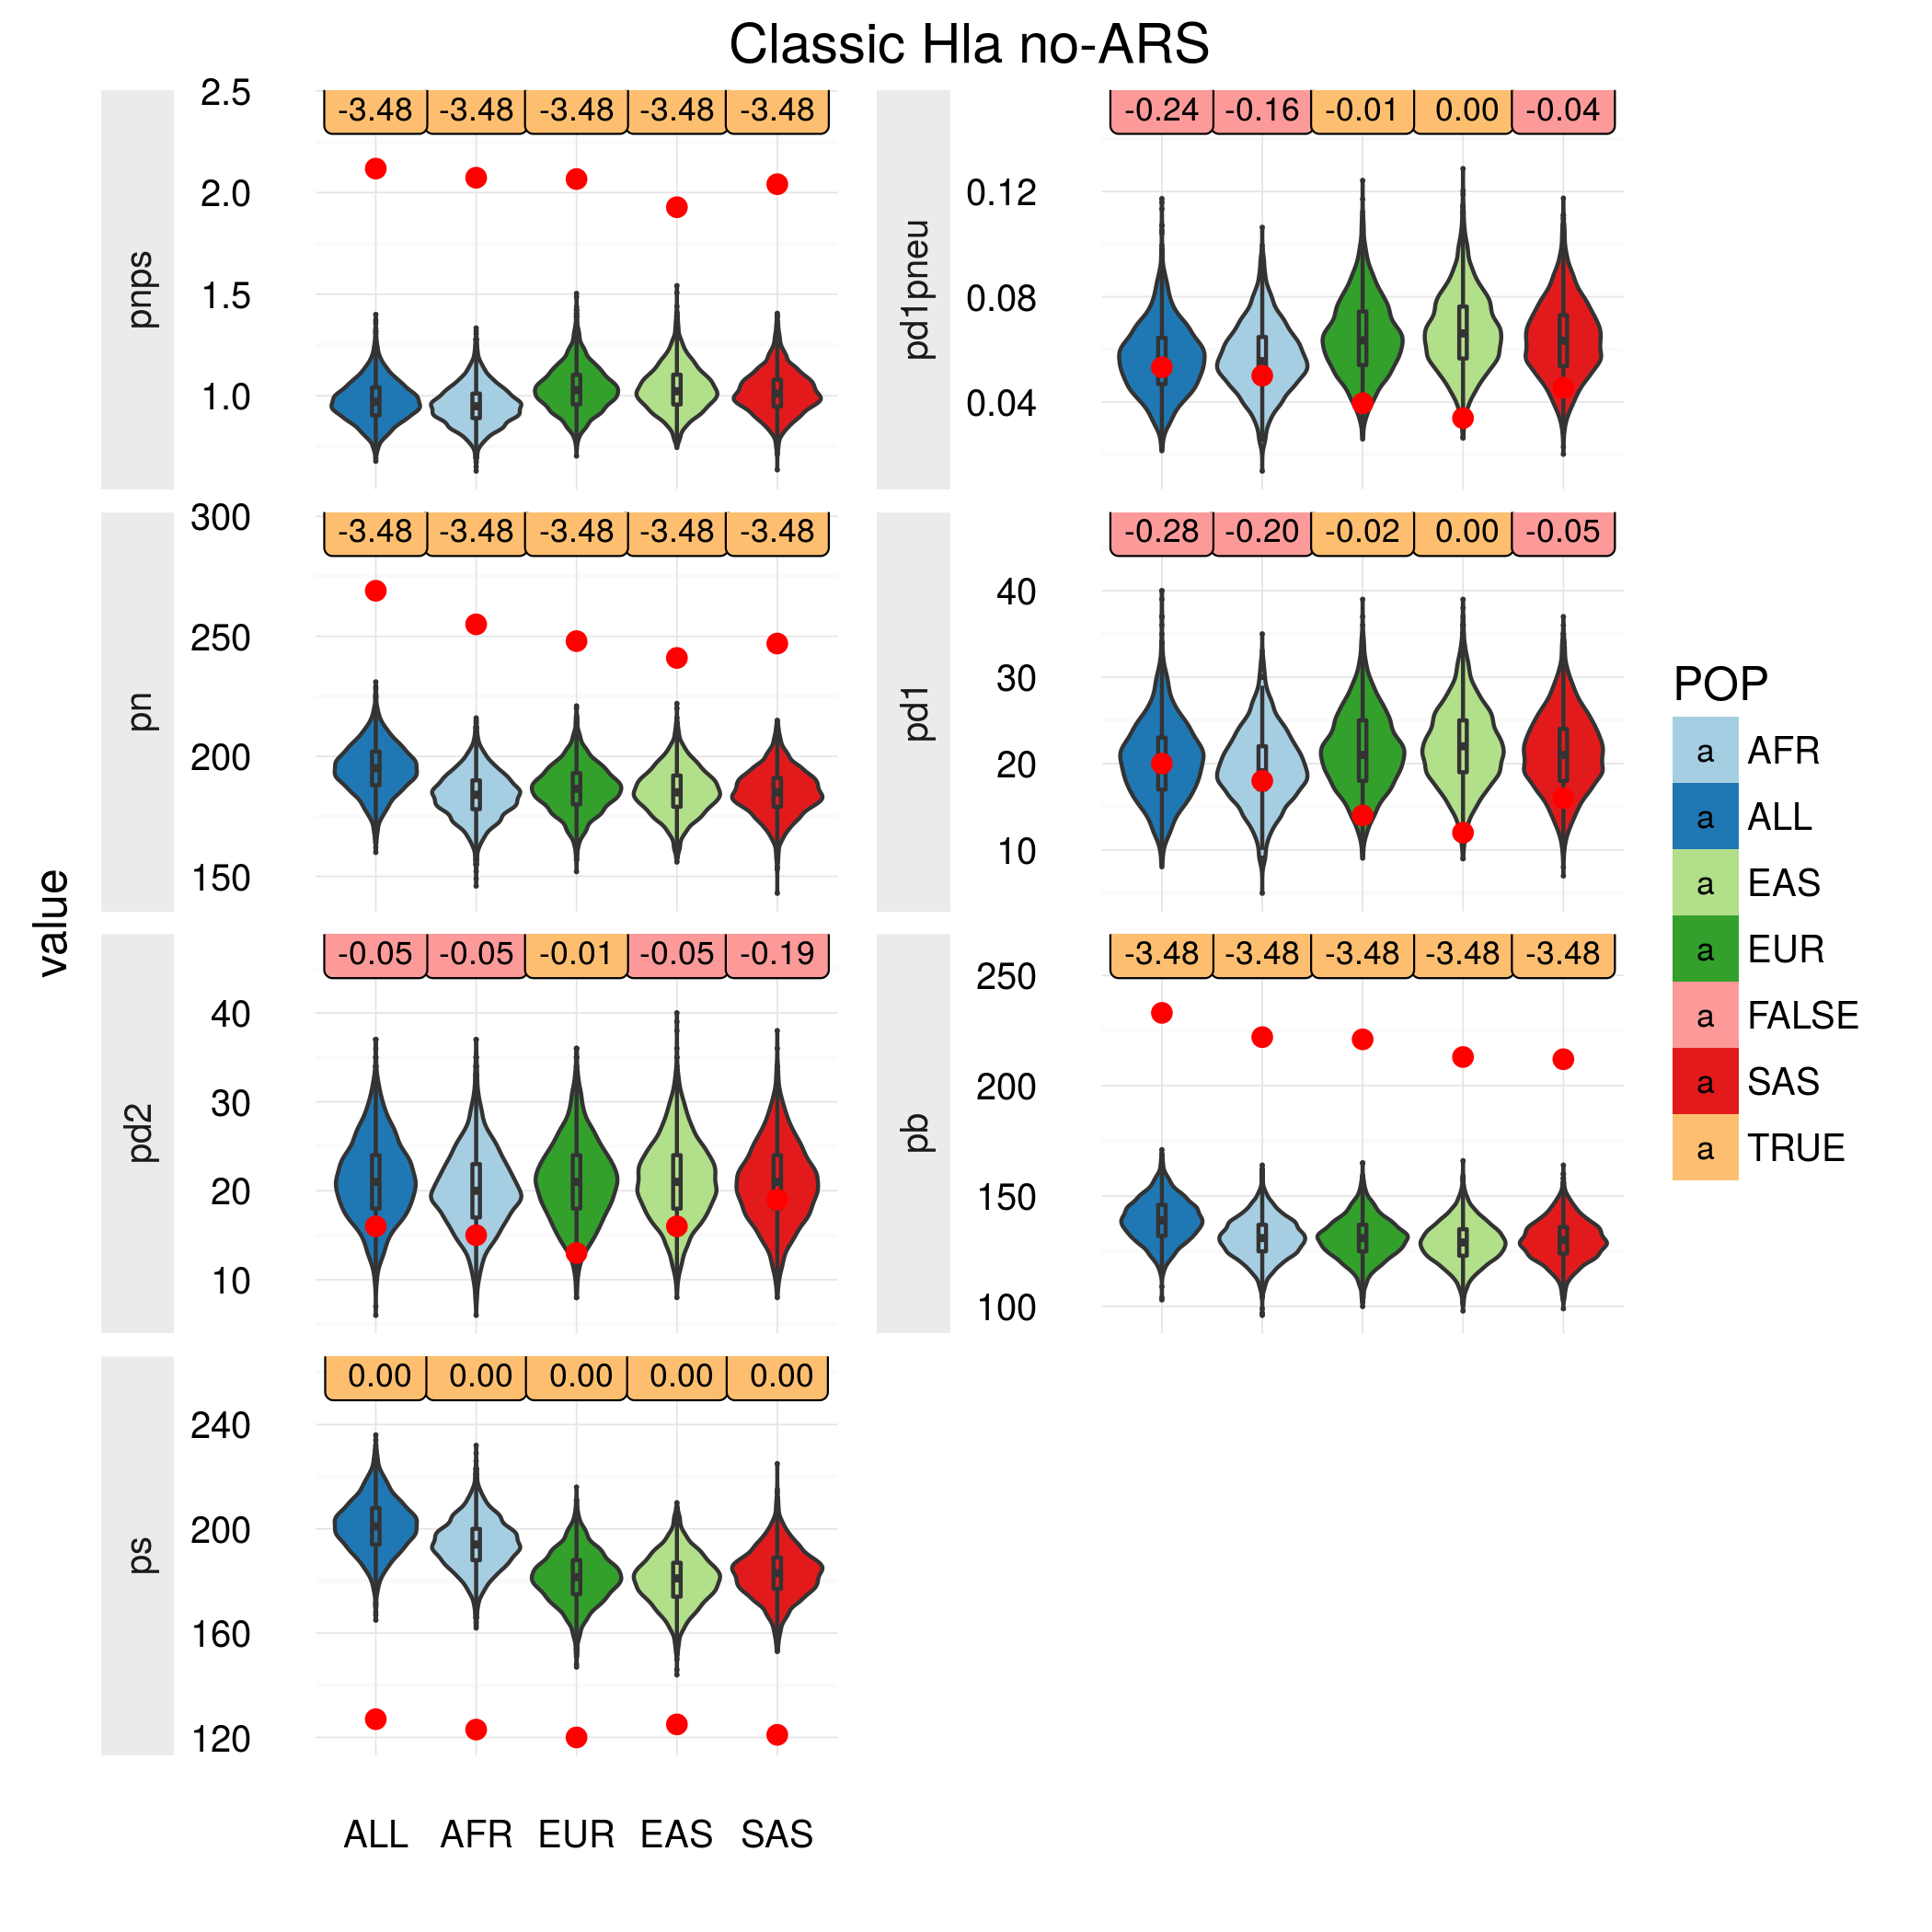 Classic Hla no-ARS
value
pnps
2.5
2.0
1.5
1.0
-3.48 -3.48 -3.48 -3.48 -3.48
pd1pneu
0.12
0.08
0.04
-0.24 -0.16 -0.01 0.00 -0.04
pn
300
250
200
150
-3.48 -3.48 -3.48 -3.48 -3.48
pd1
40
30
20
10
-0.28 -0.20 -0.02 0.00 -0.05
pd2
40
30
20
10
-0.05 -0.05 -0.01 -0.05 -0.19
pb
250
200
150
100
-3.48 -3.48 -3.48 -3.48 -3.48
ps
240
200
160
120
0.00 0.00 0.00 0.00 0.00
ALL AFR EUR EAS SAS
POP
a AFR
a ALL
a EAS
a EUR
a FALSE
a SAS
a TRUE